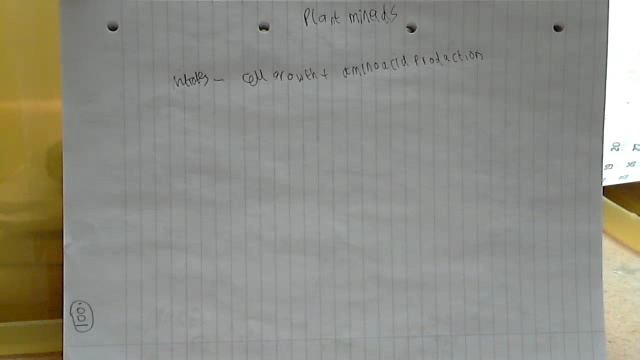 Plant minerals
Nitrates - cell growth + amino acid production